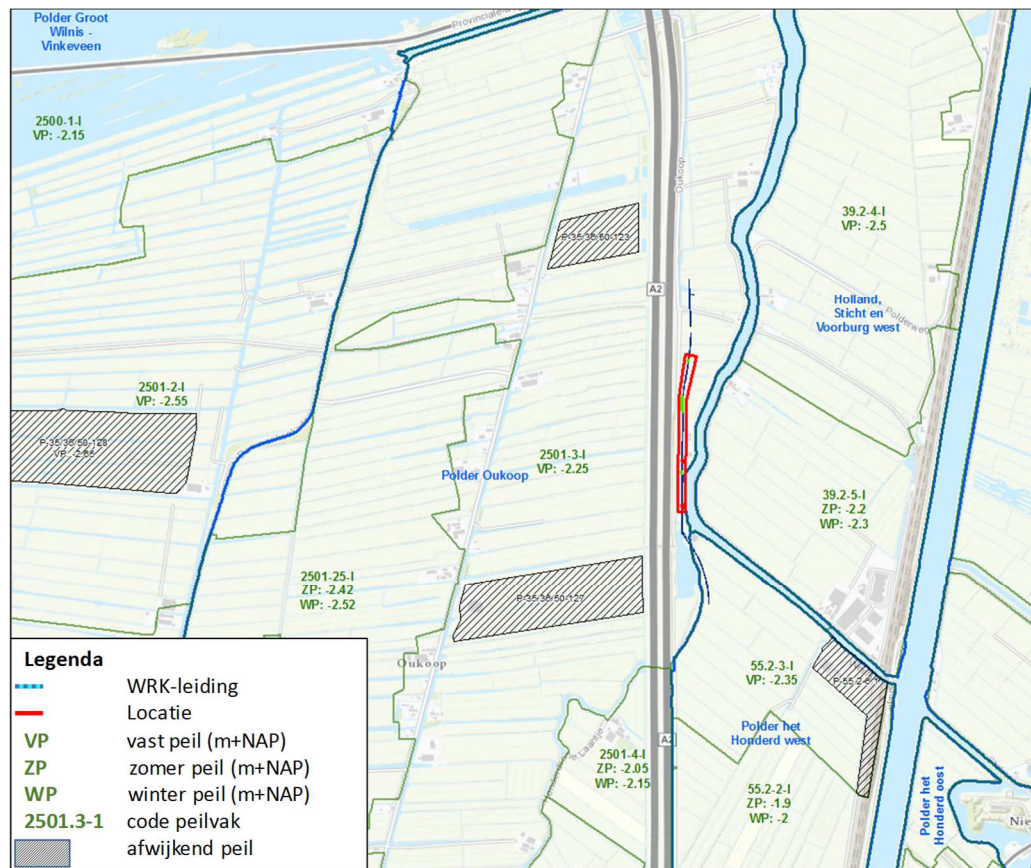 Polder Groot
Wilnis -
Vinkeveen
2500-1-I
VP: -2.15
Oukoop
P-35/36/50-123
39.2-4-I
VP: -2.5
A2
Holland,
Sticht en
Voorburg west
Polderweg
2501-2-I
VP: -2.55
P-35/36/50-128
VP: -2.65
2501-3-I
VP: -2.25
Polder Oukoop
39.2-5-I
ZP: -2.2
WP: -2.3
2501-25-I
ZP: -2.42
WP: -2.52
P-35/36/50-127
Oukoop
55.2-3-I
VP: -2.35
Polder het
Honderd west
A2
2501-4-I
ZP: -2.05
WP: -2.15
55.2-2-I
ZP: -1.9
WP: -2
Polder het
Honderd oost
Nie
Legenda
WRK-leiding
Locatie
VP vast peil (m+NAP)
ZP zomer peil (m+NAP)
WP winter peil (m+NAP)
2501.3-1 code peilvak
afwijkend peil